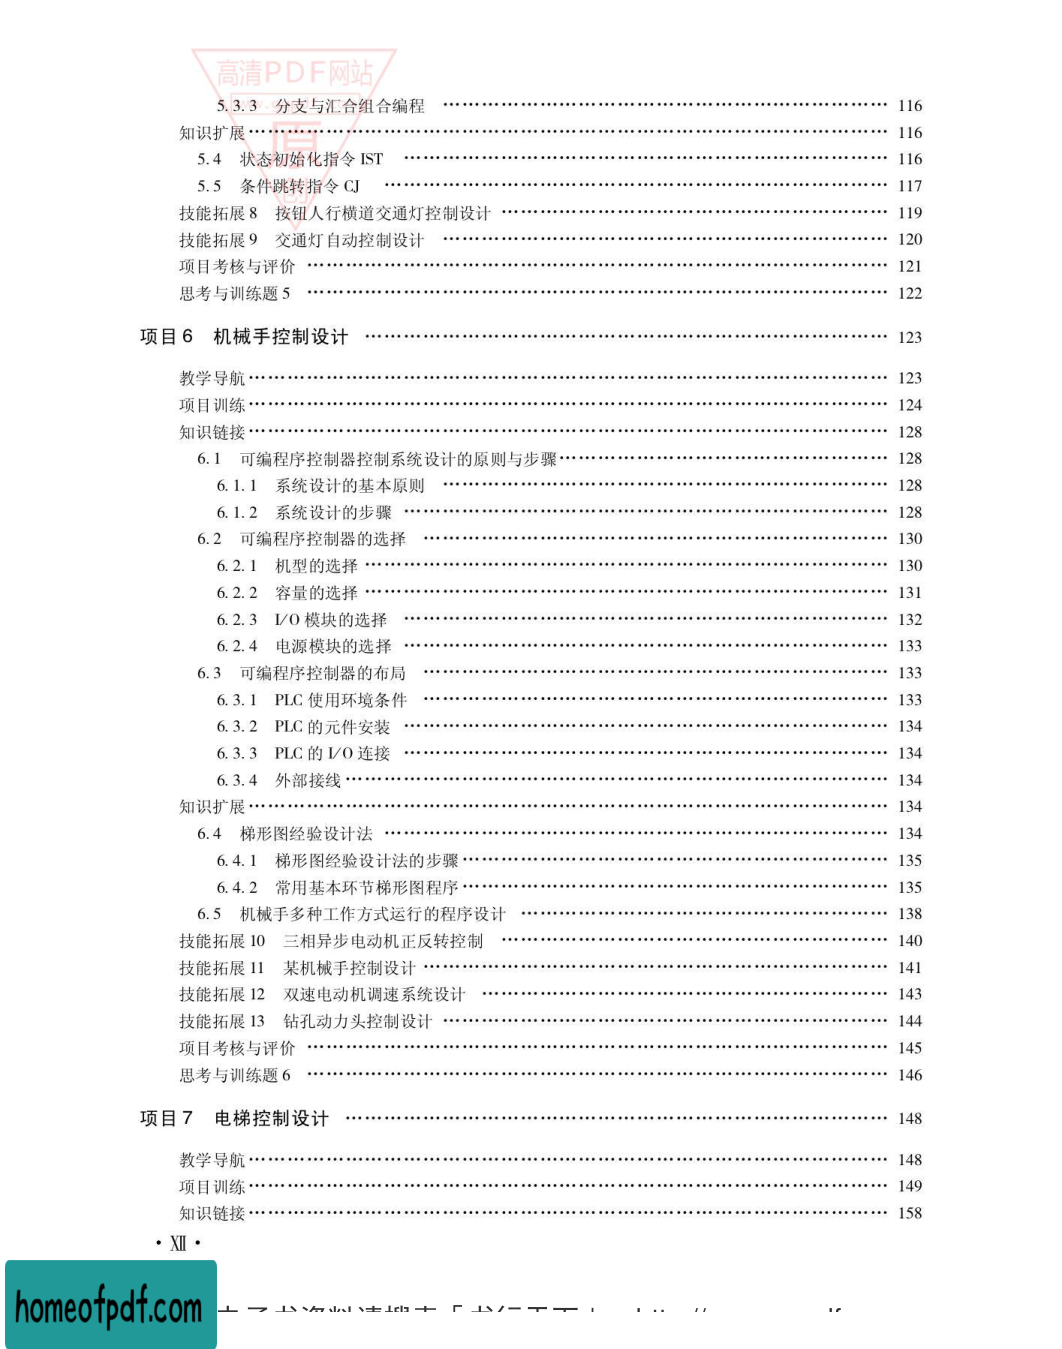 高清PDF网站
原
创
5.3.3 分支与汇合组合编程 …… 116
知识扩展 …… 116
5.4 状态初始化指令 IST …… 116
5.5 条件跳转指令 CJ …… 117
技能拓展 8 按钮人行横道交通灯控制设计 …… 119
技能拓展 9 交通灯自动控制设计 …… 120
项目考核与评价 …… 121
思考与训练题 5 …… 122
项目 6 机械手控制设计 …… 123
教学导航 …… 123
项目训练 …… 124
知识链接 …… 128
6.1 可编程序控制器控制系统设计的原则与步骤 …… 128
6.1.1 系统设计的基本原则 …… 128
6.1.2 系统设计的步骤 …… 128
6.2 可编程序控制器的选择 …… 130
6.2.1 机型的选择 …… 130
6.2.2 容量的选择 …… 131
6.2.3 I/O 模块的选择 …… 132
6.2.4 电源模块的选择 …… 133
6.3 可编程序控制器的布局 …… 133
6.3.1 PLC 使用环境条件 …… 133
6.3.2 PLC 的元件安装 …… 134
6.3.3 PLC 的 I/O 连接 …… 134
6.3.4 外部接线 …… 134
知识扩展 …… 134
6.4 梯形图经验设计法 …… 134
6.4.1 梯形图经验设计法的步骤 …… 135
6.4.2 常用基本环节梯形图程序 …… 135
6.5 机械手多种工作方式运行的程序设计 …… 138
技能拓展 10 三相异步电动机正反转控制 …… 140
技能拓展 11 某机械手控制设计 …… 141
技能拓展 12 双速电动机调速系统设计 …… 143
技能拓展 13 钻孔动力头控制设计 …… 144
项目考核与评价 …… 145
思考与训练题 6 …… 146
项目 7 电梯控制设计 …… 148
教学导航 …… 148
项目训练 …… 149
知识链接 …… 158
· Ⅻ ·
homeofpdf.com